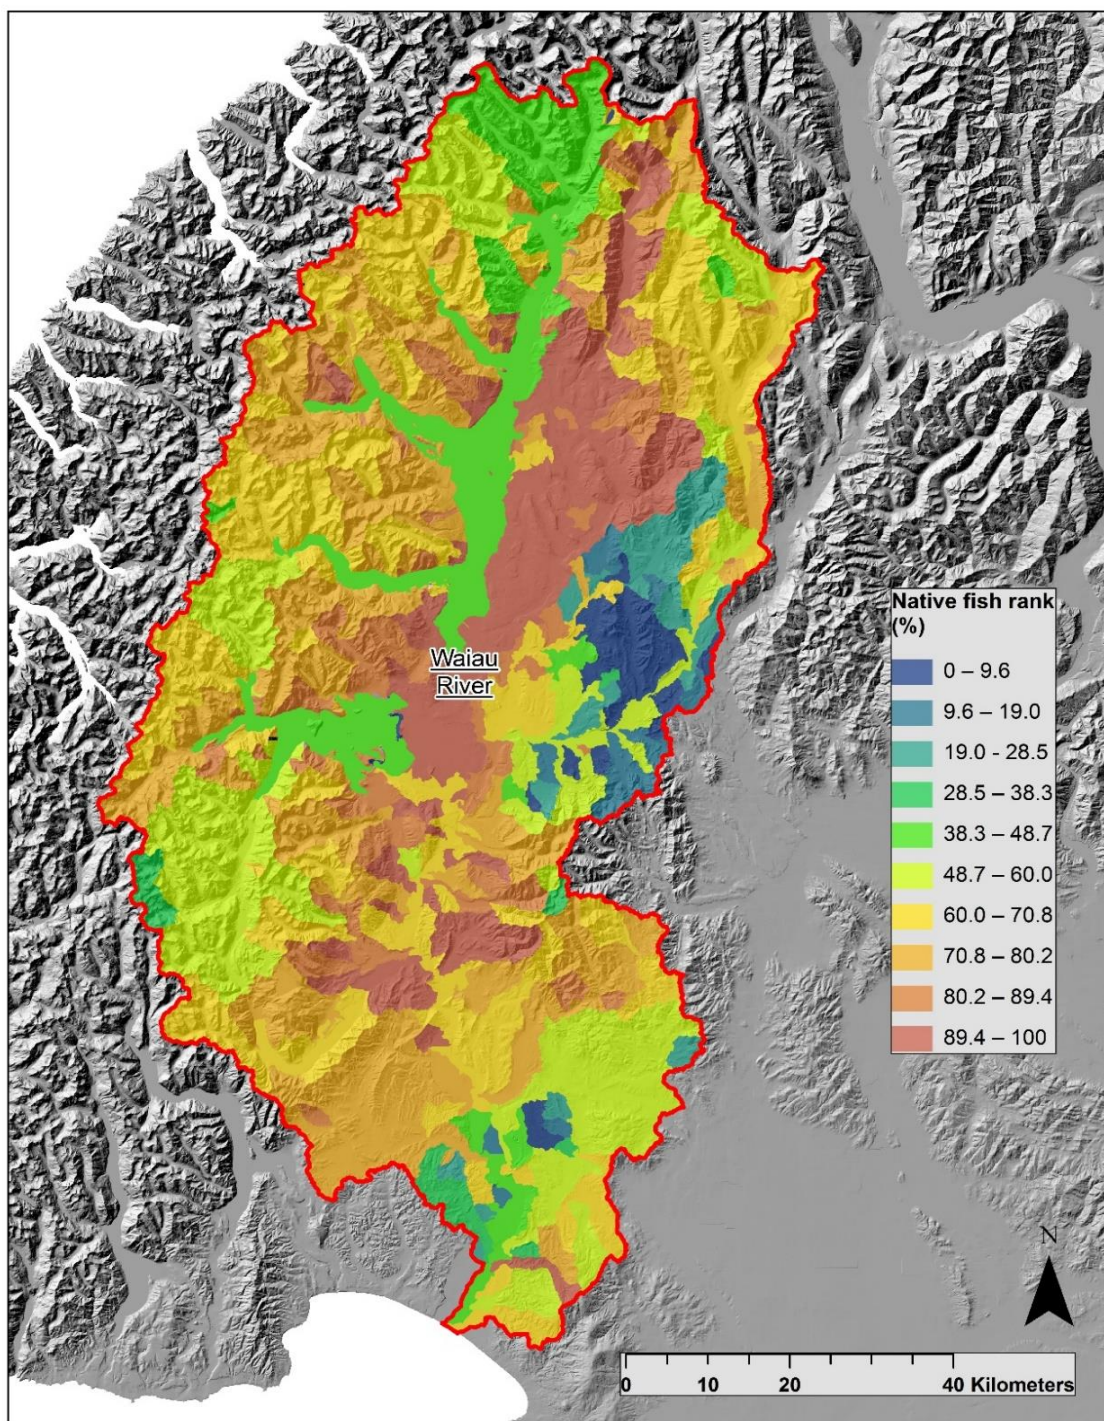 Waiau
River
Native fish rank
(%)
0 – 9.6
9.6 – 19.0
19.0 – 28.5
28.5 – 38.3
38.3 – 48.7
48.7 – 60.0
60.0 – 70.8
70.8 – 80.2
80.2 – 89.4
89.4 – 100
N
0 10 20 40 Kilometers